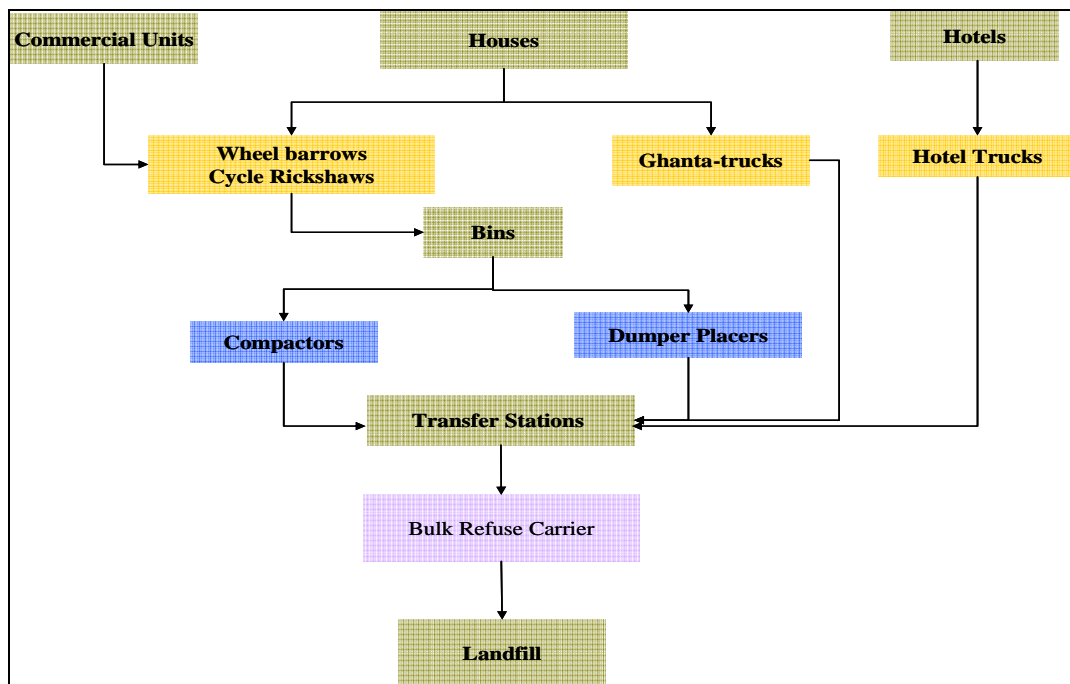 Commercial Units
Houses
Hotels
Wheel barrows
Cycle Rickshaws
Ghanta-trucks
Hotel Trucks
Bins
Compactors
Dumper Placers
Transfer Stations
Bulk Refuse Carrier
Landfill